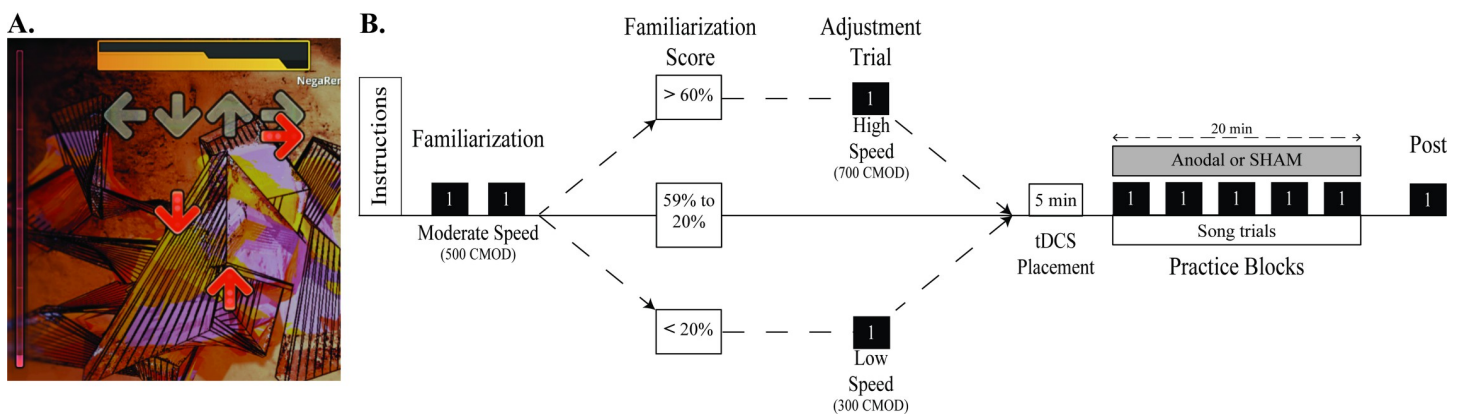 A.
NegaRen
B.
Instructions
Familiarization
1
1
Moderate Speed
(500 CMOD)
Familiarization
Score
> 60%
59% to
20%
< 20%
Adjustment
Trial
1
High
Speed
(700 CMOD)
1
Low
Speed
(300 CMOD)
5 min
tDCS
Placement
20 min
Anodal or SHAM
1
1
1
1
1
Song trials
Practice Blocks
Post
1